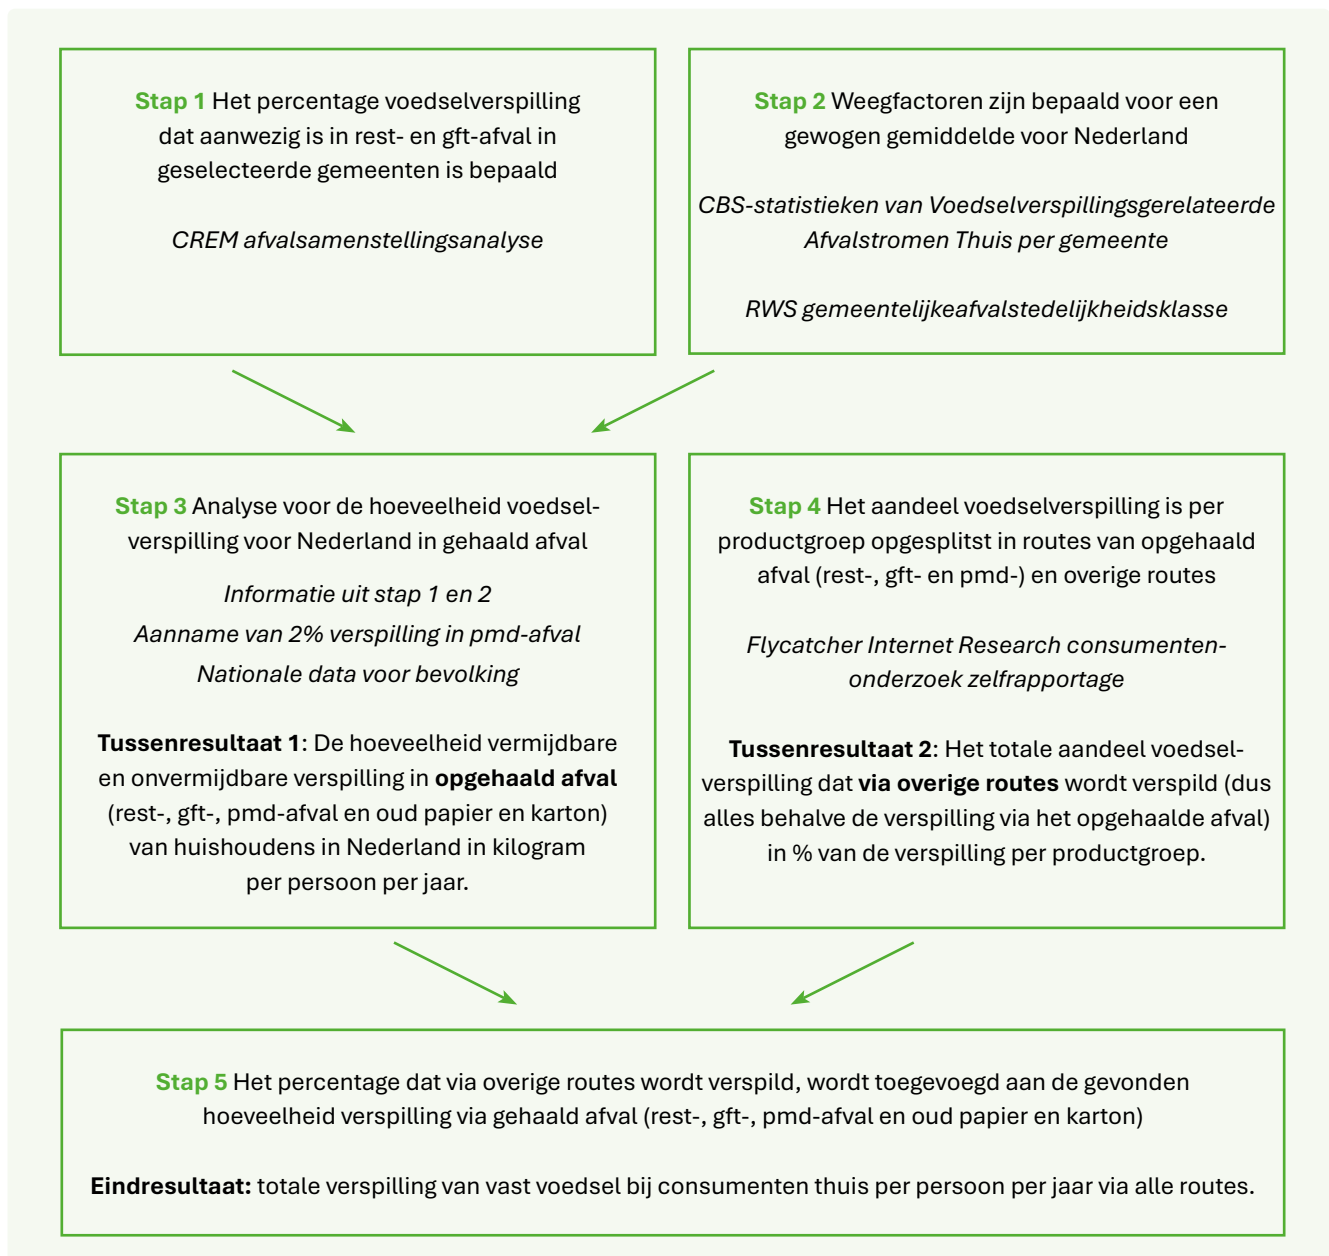 Stap 1 Het percentage voedselverspilling
dat aanwezig is in rest- en gft-afval in
geselecteerde gemeenten is bepaald
CREM afvalsamenstellingsanalyse
Stap 2 Weegfactoren zijn bepaald voor een
gewogen gemiddelde voor Nederland
CBS-statistieken van Voedselverspillingsgerelateerde
Afvalstromen Thuis per gemeente
RWS gemeentelijkeafvalstedelijkheidsklasse
Stap 3 Analyse voor de hoeveelheid voedsel-
verspilling voor Nederland in gehaald afval
Informatie uit stap 1 en 2
Aanname van 2% verspilling in pmd-afval
Nationale data voor bevolking
Tussenresultaat 1: De hoeveelheid vermijdbare
en onvermijdbare verspilling in opgehaald afval
(rest-, gft-, pmd-afval en oud papier en karton)
van huishoudens in Nederland in kilogram
per persoon per jaar.
Stap 4 Het aandeel voedselverspilling is per
productgroep opgesplitst in routes van opgehaald
afval (rest-, gft- en pmd-) en overige routes
Flycatcher Internet Research consumenten-
onderzoek zelfrapportage
Tussenresultaat 2: Het totale aandeel voedsel-
verspilling dat via overige routes wordt verspild (dus
alles behalve de verspilling via het opgehaalde afval)
in % van de verspilling per productgroep.
Stap 5 Het percentage dat via overige routes wordt verspild, wordt toegevoegd aan de gevonden
hoeveelheid verspilling via gehaald afval (rest-, gft-, pmd-afval en oud papier en karton)
Eindresultaat: totale verspilling van vast voedsel bij consumenten thuis per persoon per jaar via alle routes.